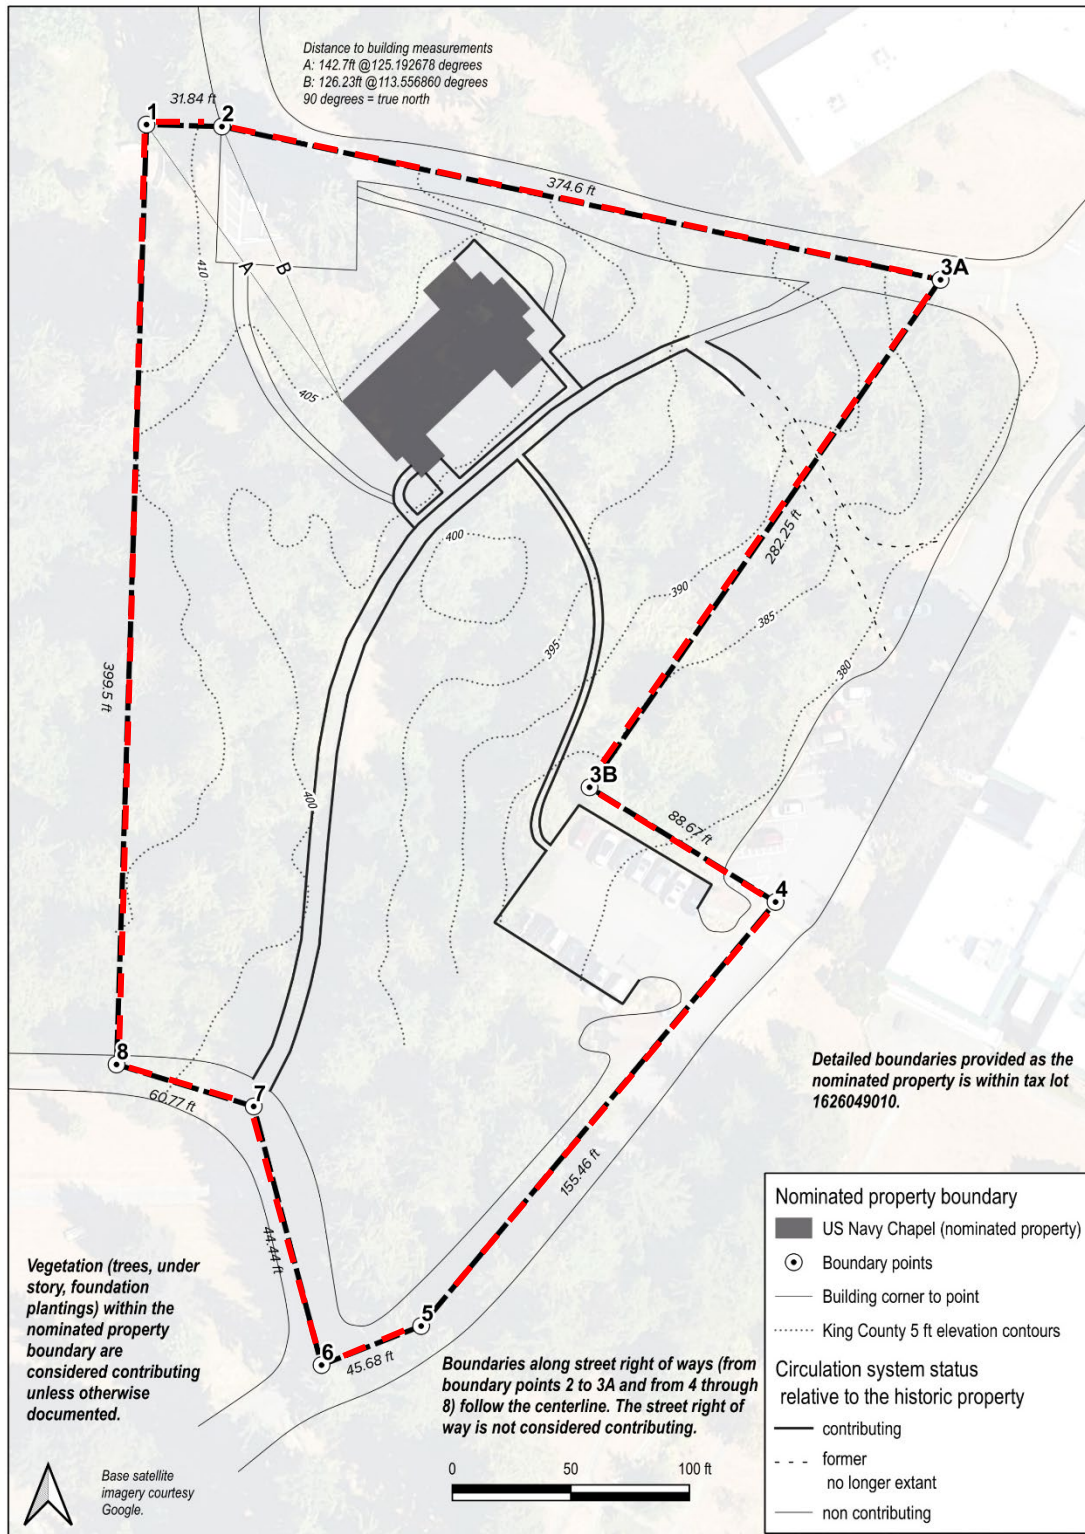 Distance to building measurements
A: 142.7ft @125.192678 degrees
B: 126.23ft @113.556860 degrees
90 degrees = true north
31.84 ft
1
2
374.6 ft
3A
410
A
B
405
282.25 ft
400
390
385
395
380
399.5 ft
400
3B
88.67 ft
4
8
60.77 ft
7
Detailed boundaries provided as the
nominated property is within tax lot
1626049010.
155.46 ft
44.44 ft
Vegetation (trees, under
story, foundation
plantings) within the
nominated property
boundary are
considered contributing
unless otherwise
documented.
5
6
45.68 ft
Boundaries along street right of ways (from
boundary points 2 to 3A and from 4 through
8) follow the centerline. The street right of
way is not considered contributing.
Base satellite
imagery courtesy
Google.
0 50 100 ft
Nominated property boundary
US Navy Chapel (nominated property)
Boundary points
Building corner to point
King County 5 ft elevation contours
Circulation system status
relative to the historic property
contributing
former
no longer extant
non contributing